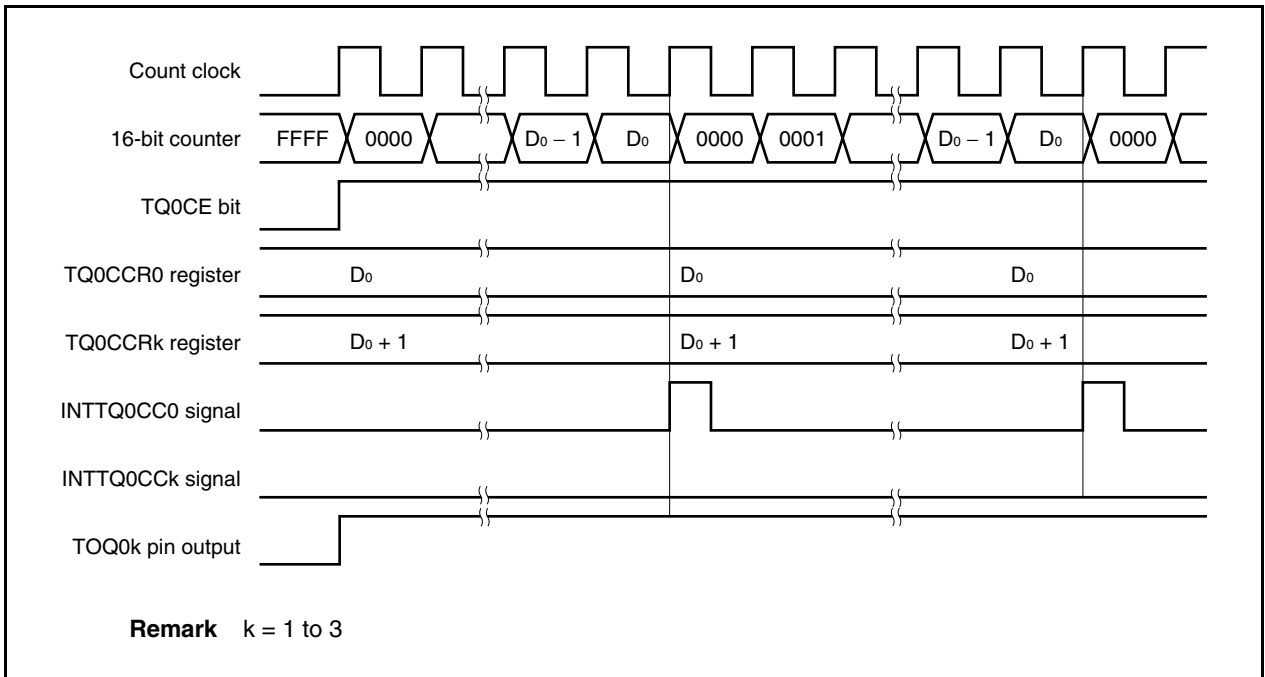 Count clock
16-bit counter FFFF 0000 D₀ − 1 D₀ 0000 0001 D₀ − 1 D₀ 0000
TQ0CE bit
TQ0CCR0 register D₀ D₀ D₀
TQ0CCRk register D₀ + 1 D₀ + 1 D₀ + 1
INTTQ0CC0 signal
INTTQ0CCk signal
TOQ0k pin output
Remark k = 1 to 3